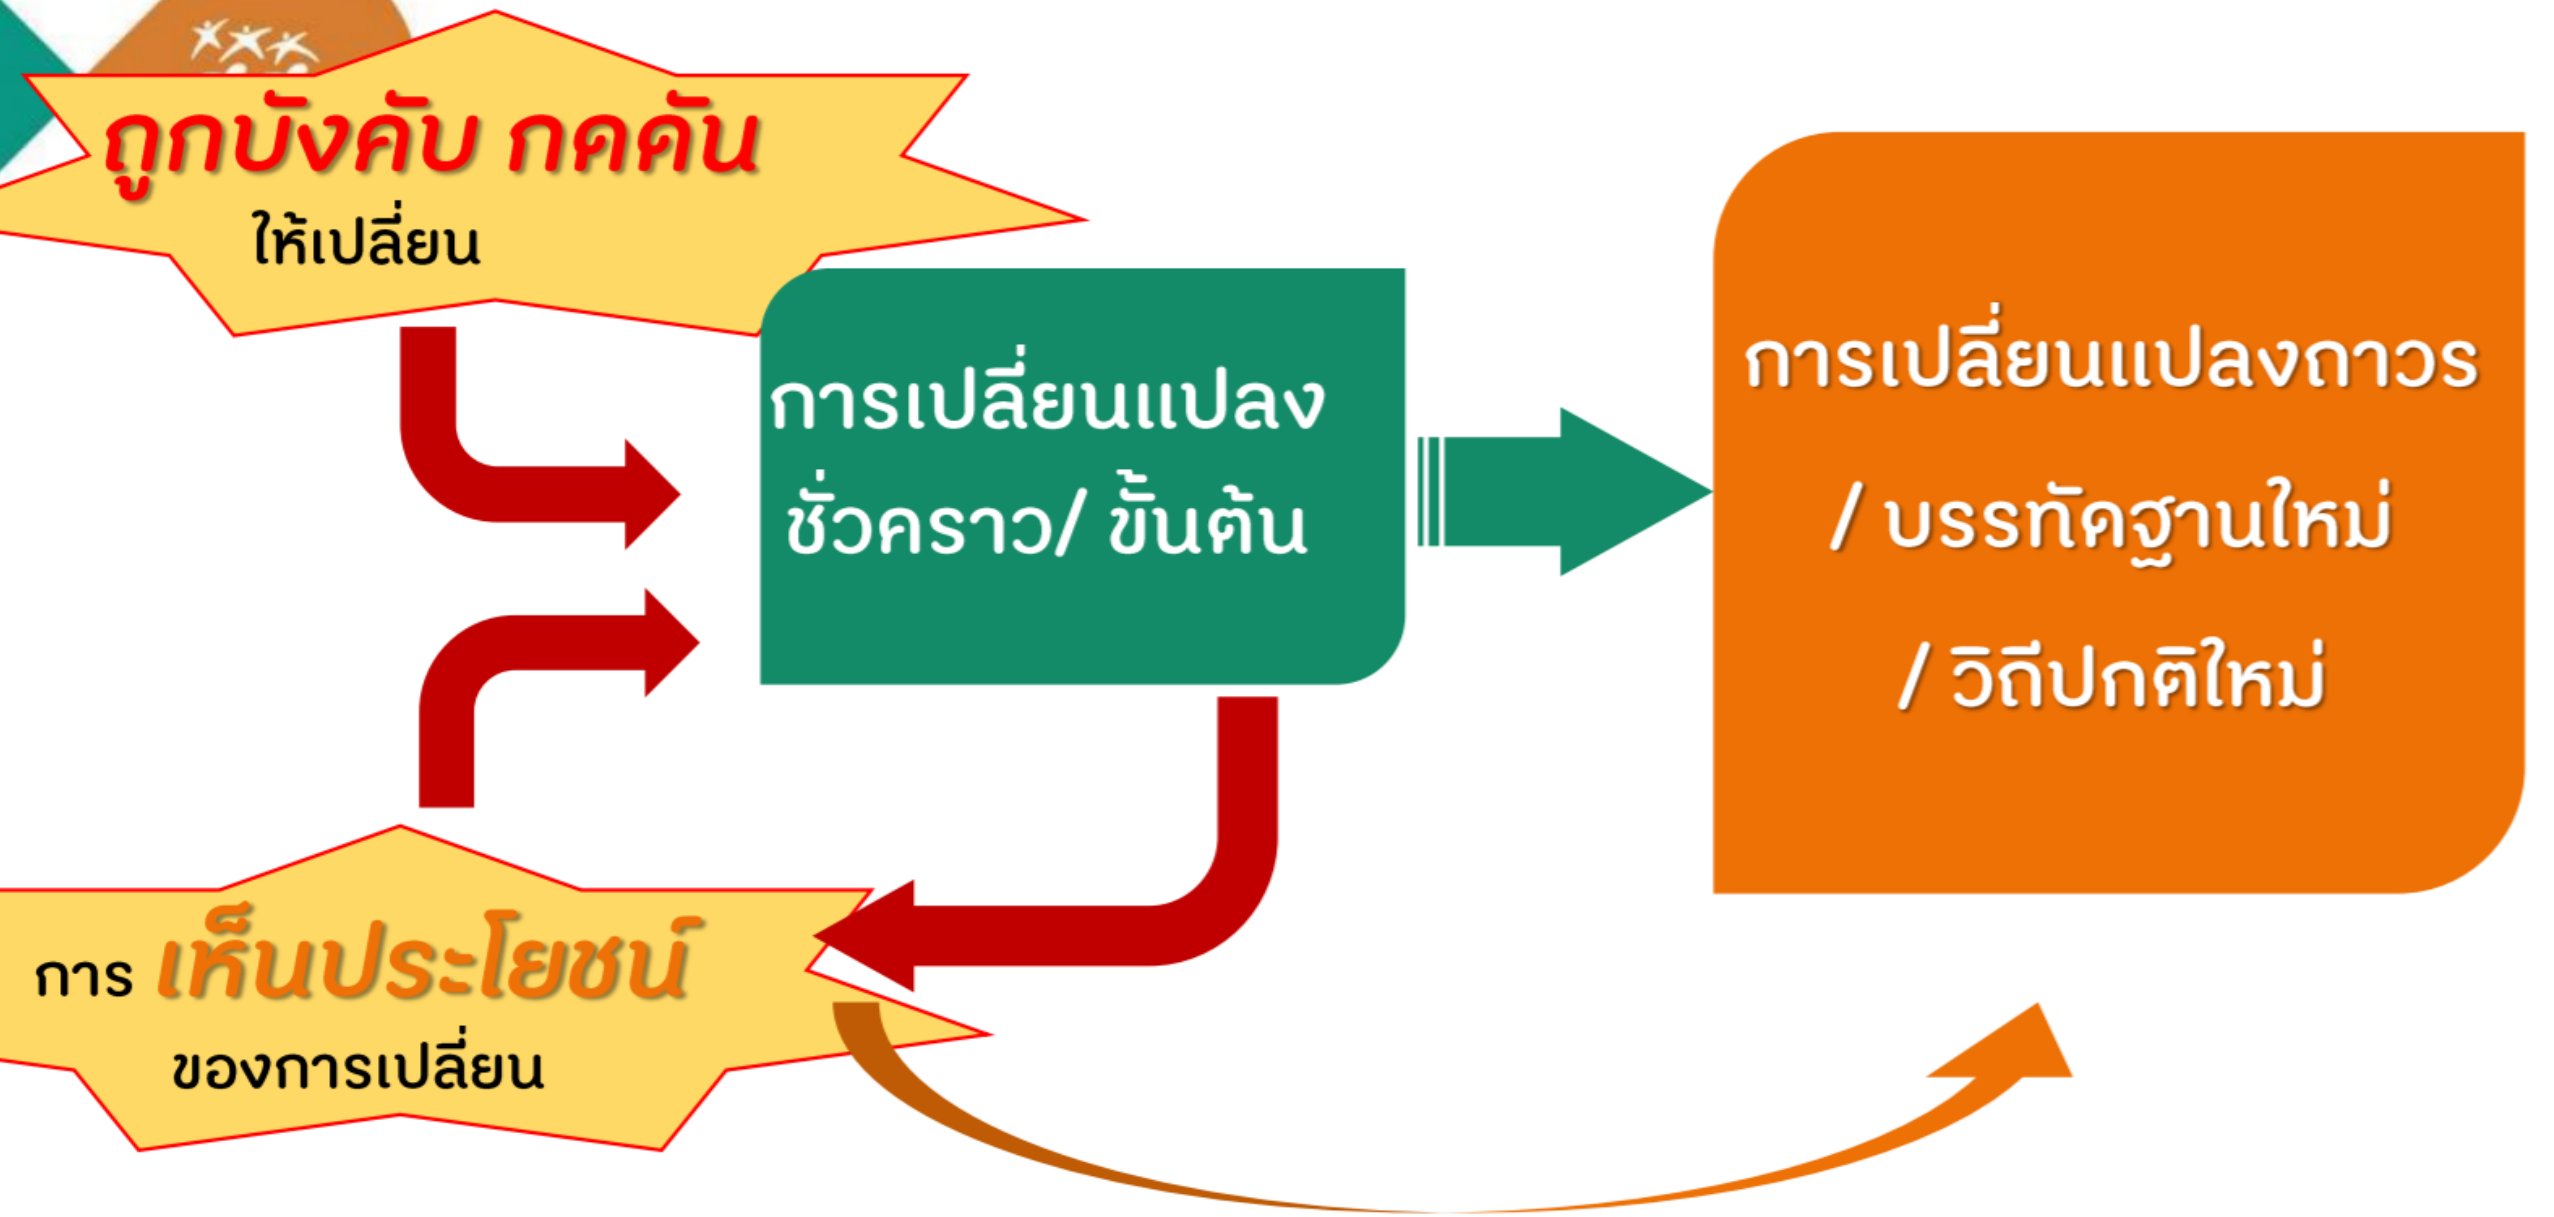 ถูกบังคับ กดดัน
ให้เปลี่ยน
การเปลี่ยนแปลง
ชั่วคราว/ ขั้นต้น
การเปลี่ยนแปลงถาวร
/ บรรทัดฐานใหม่
/ วิถีปกติใหม่
การ เห็นประโยชน์
ของการเปลี่ยน